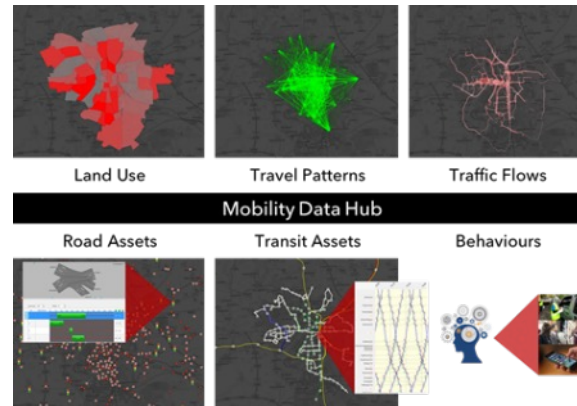 Land Use
Travel Patterns
Traffic Flows
Mobility Data Hub
Road Assets
Transit Assets
Behaviours